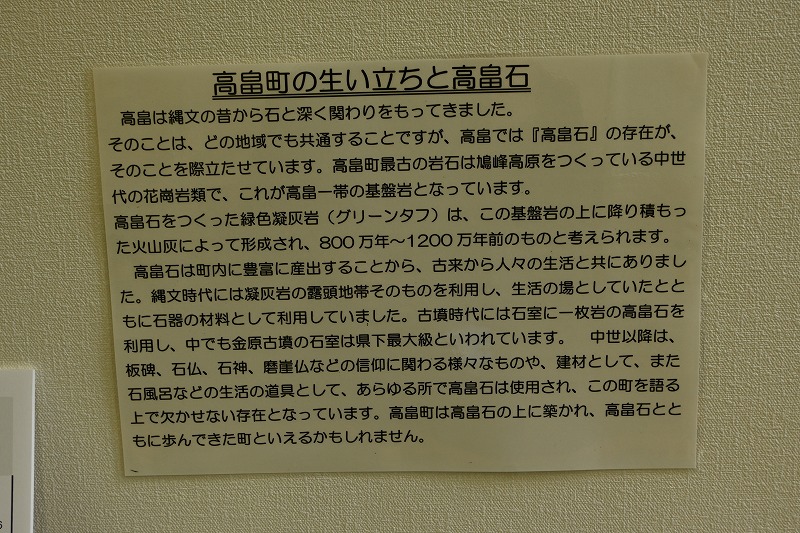 高畠町の生い立ちと高畠石
高畠は縄文の昔から石と深く関わりをもってきました。
そのことは、どの地域でも共通することですが、高畠では『高畠石』の存在が、
そのことを際立たせています。高畠町最古の岩石は鳩峰高原をつくっている中世
代の花崗岩類で、これが高畠一帯の基盤岩となっています。
高畠石をつくった緑色凝灰岩（グリーンタフ）は、この基盤岩の上に降り積もっ
た火山灰によって形成され、800万年～1200万年前のものと考えられます。
高畠石は町内に豊富に産出することから、古来から人々の生活と共にありまし
た。縄文時代には凝灰岩の露頭地帯そのものを利用し、生活の場としていたとと
もに石器の材料として利用していました。古墳時代には石室に一枚岩の高畠石を
利用し、中でも金原古墳の石室は県下最大級といわれています。　中世以降は、
板碑、石仏、石神、磨崖仏などの信仰に関わる様々なものや、建材として、また
石風呂などの生活の道具として、あらゆる所で高畠石は使用され、この町を語る
上で欠かせない存在となっています。高畠町は高畠石の上に築かれ、高畠石とと
もに歩んできた町といえるかもしれません。
6